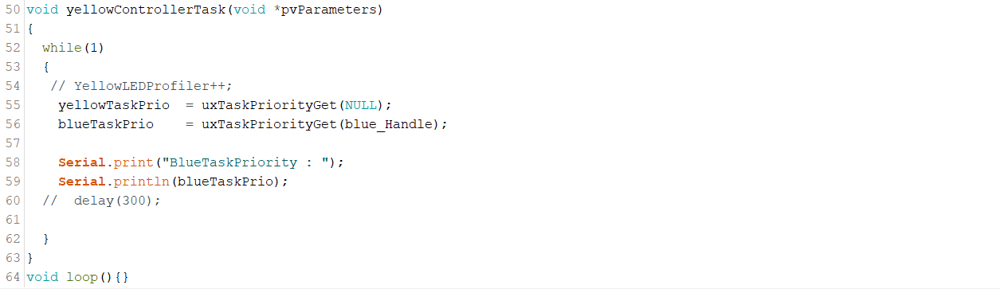 50 void yellowControllerTask(void *pvParameters)
51 {
52   while(1)
53   {
54    // YellowLEDProfiler++;
55     yellowTaskPrio  = uxTaskPriorityGet(NULL);
56     blueTaskPrio    = uxTaskPriorityGet(blue_Handle);
57
58     Serial.print("BlueTaskPriority : ");
59     Serial.println(blueTaskPrio);
60   //  delay(300);
61
62   }
63 }
64 void loop(){}